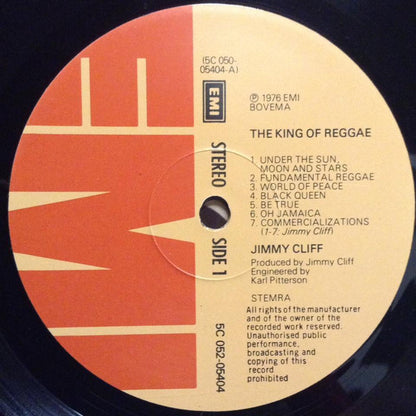 (5C 050-
05404-A)
EMI
EMI
℗ 1976 EMI
BOVEMA
THE KING OF REGGAE
1. UNDER THE SUN,
MOON AND STARS
2. FUNDAMENTAL REGGAE
3. WORLD OF PEACE
4. BLACK QUEEN
5. BE TRUE
6. OH JAMAICA
7. COMMERCIALIZATIONS
(1-7: Jimmy Cliff)
STEREO
SIDE 1
JIMMY CLIFF
Produced by Jimmy Cliff
Engineered by
Karl Pitterson
STEMRA
5C 052-05404
All rights of the manufacturer
and of the owner of the
recorded work reserved.
Unauthorised public
performance,
broadcasting and
copying of this
record
prohibited